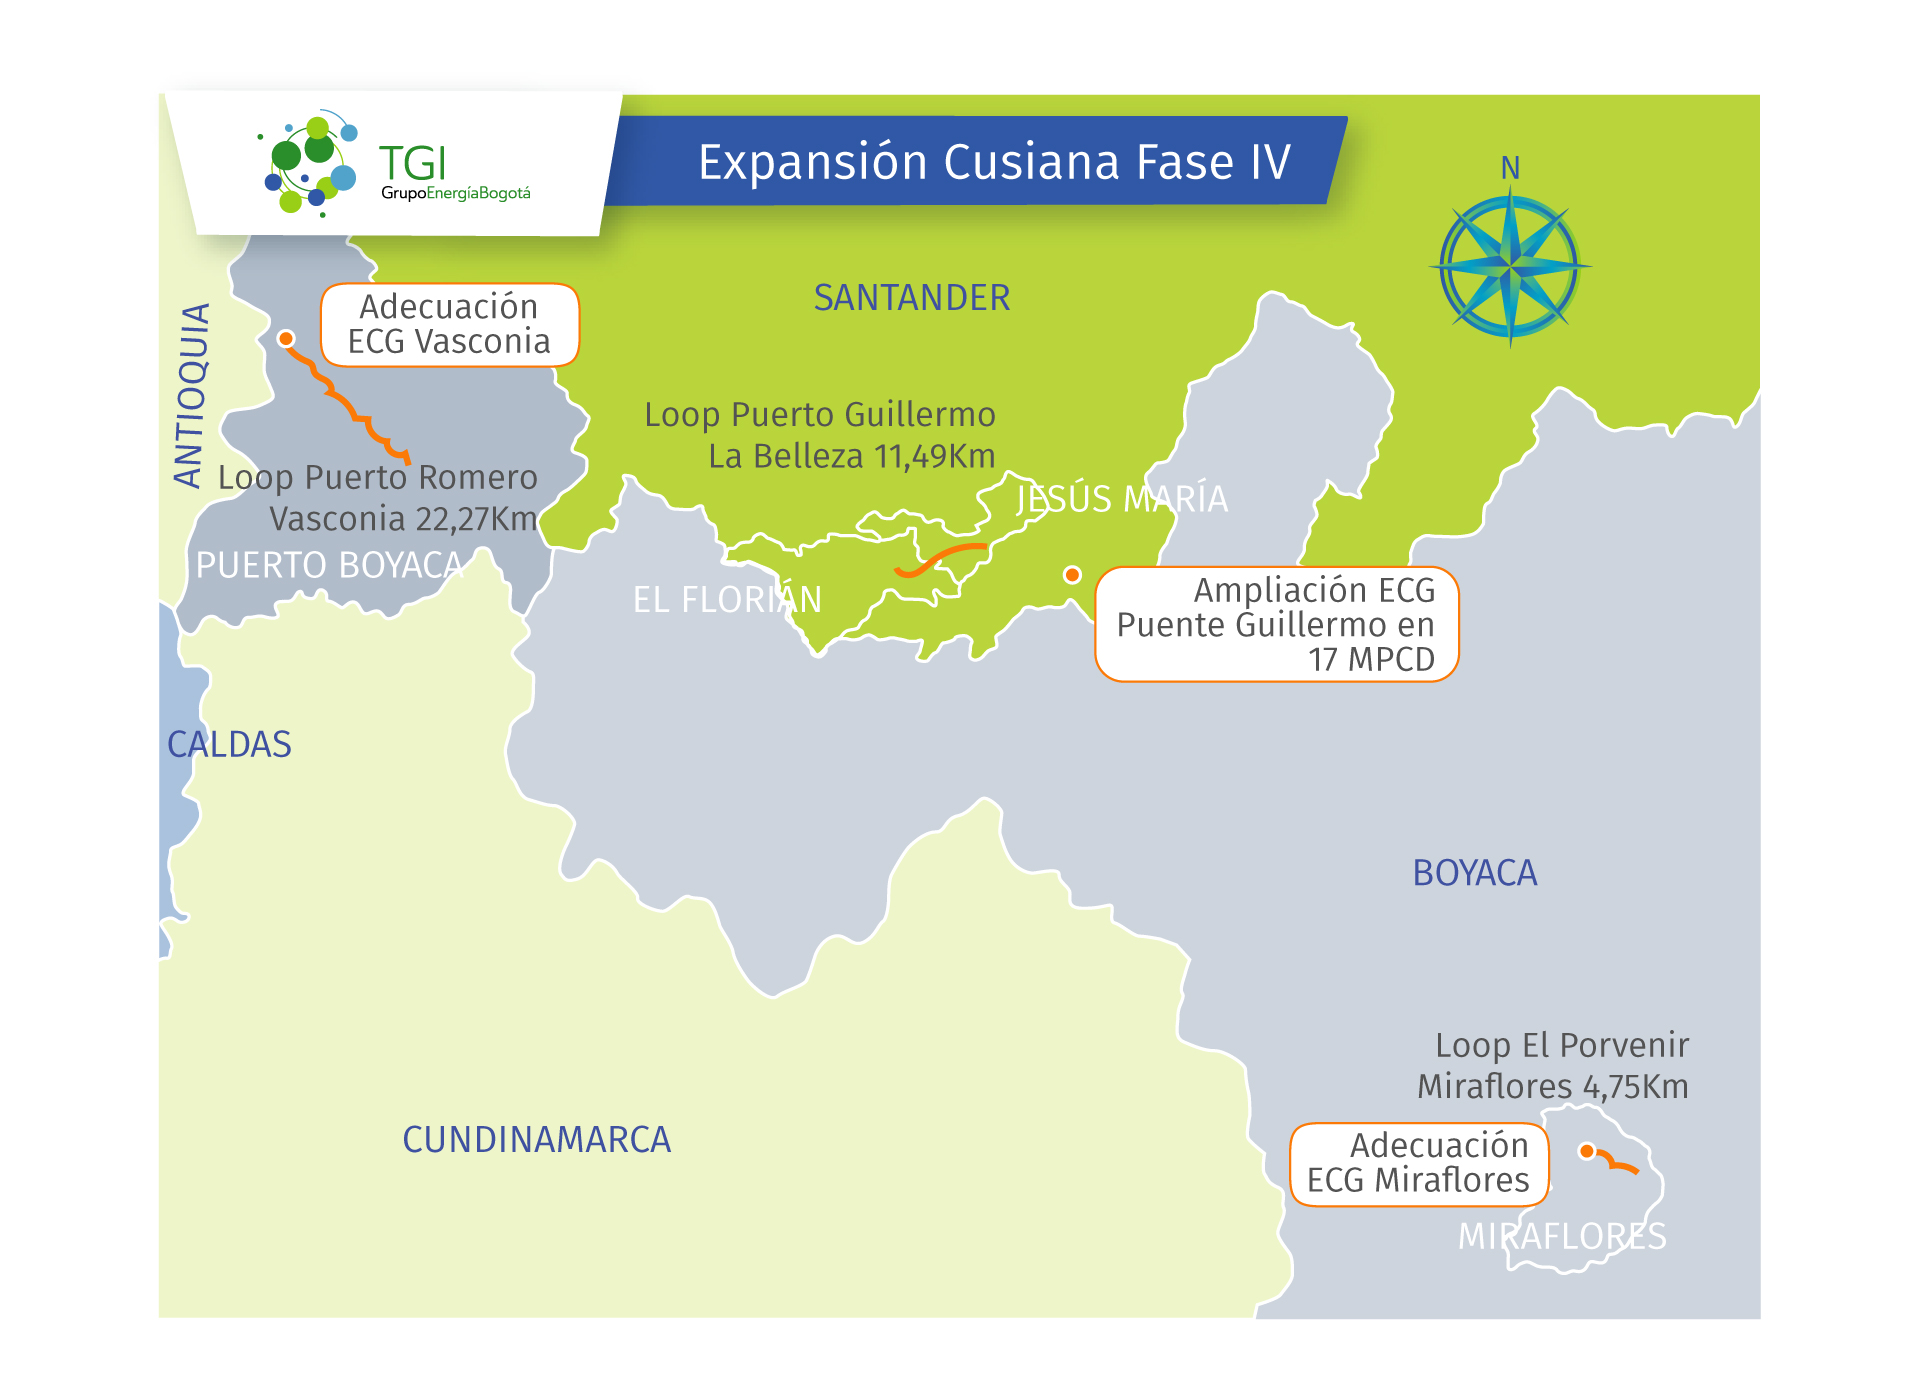 TGI
GrupoEnergíaBogotá
Expansión Cusiana Fase IV
N
SANTANDER
Adecuación
ECG Vasconia
ANTIOQUIA
Loop Puerto Guillermo
La Belleza 11,49Km
Loop Puerto Romero
Vasconia 22,27Km
JESÚS MARÍA
PUERTO BOYACA
EL FLORIÁN
Ampliación ECG
Puente Guillermo en
17 MPCD
CALDAS
BOYACA
Loop El Porvenir
Miraflores 4,75Km
CUNDINAMARCA
Adecuación
ECG Miraflores
MIRAFLORES